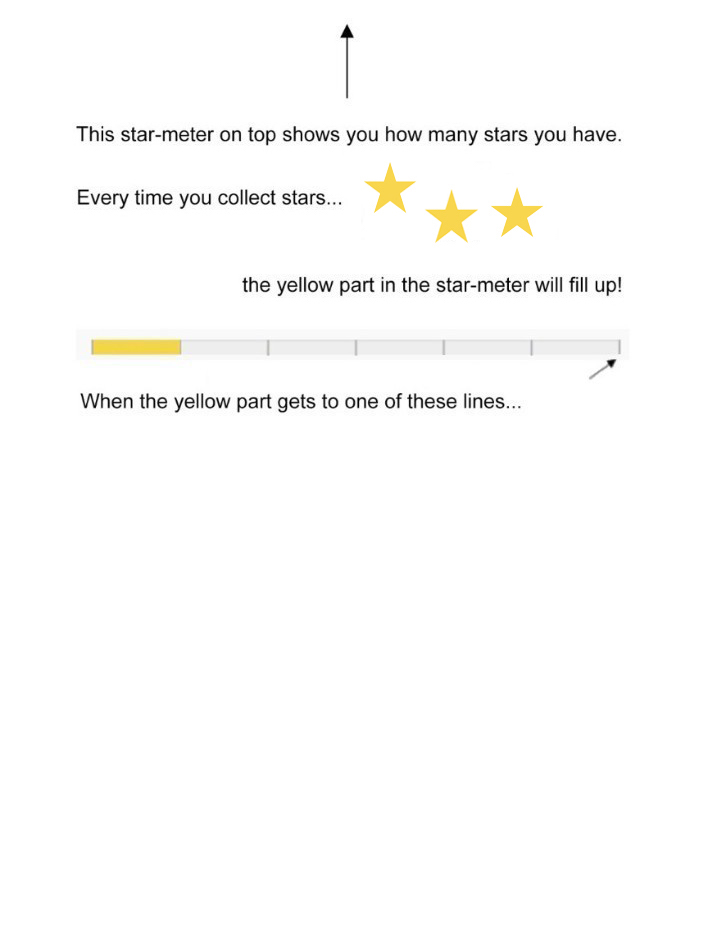 This star-meter on top shows you how many stars you have.
Every time you collect stars...
the yellow part in the star-meter will fill up!
When the yellow part gets to one of these lines...